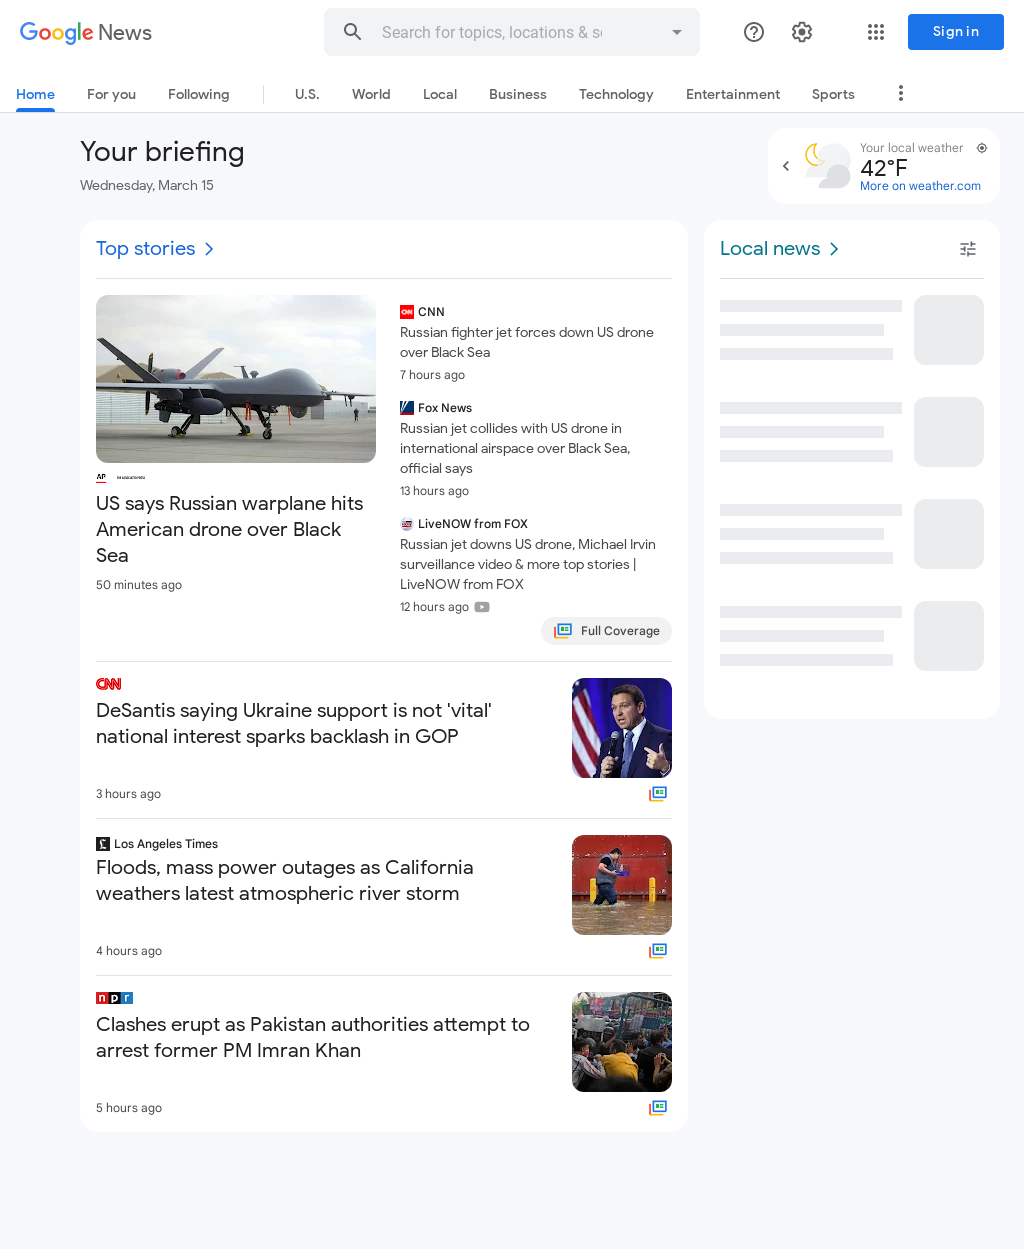 Google News
Search for topics, locations & so
Sign in
Home For you Following U.S. World Local Business Technology Entertainment Sports
Your briefing
Wednesday, March 15
Your local weather
42°F
More on weather.com
Top stories
Local news
AP THE ASSOCIATED PRESS
US says Russian warplane hits
American drone over Black
Sea
50 minutes ago
CNN
Russian fighter jet forces down US drone
over Black Sea
7 hours ago
Fox News
Russian jet collides with US drone in
international airspace over Black Sea,
official says
13 hours ago
LiveNOW from FOX
Russian jet downs US drone, Michael Irvin
surveillance video & more top stories |
LiveNOW from FOX
12 hours ago
Full Coverage
CNN
DeSantis saying Ukraine support is not 'vital'
national interest sparks backlash in GOP
3 hours ago
Los Angeles Times
Floods, mass power outages as California
weathers latest atmospheric river storm
4 hours ago
npr
Clashes erupt as Pakistan authorities attempt to
arrest former PM Imran Khan
5 hours ago